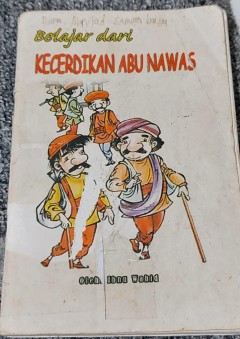 Belajar dari
KECERDIKAN ABU NAWAS
Oleh. Ibnu Wahid